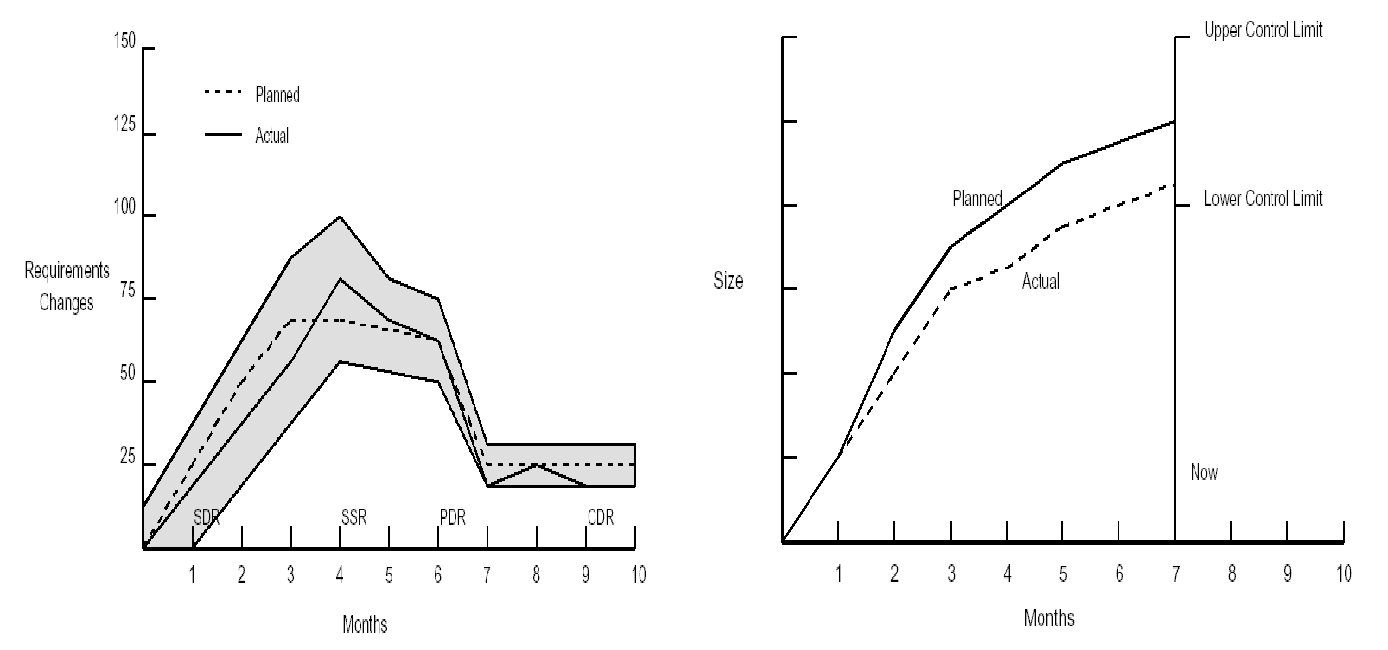 150
125
100
75
50
25
Requirements
Changes
Planned
Actual
SDR
SSR
PDR
CDR
1 2 3 4 5 6 7 8 9 10
Months
Upper Control Limit
Lower Control Limit
Planned
Actual
Size
Now
1 2 3 4 5 6 7 8 9 10
Months